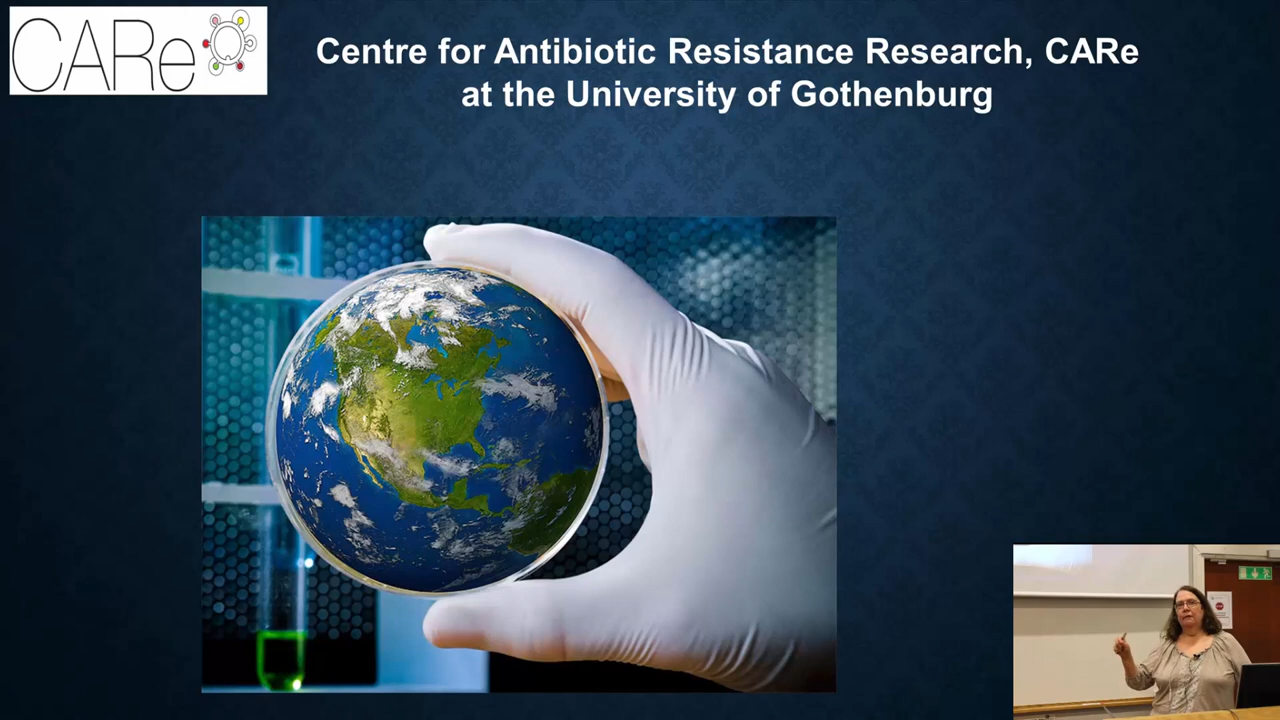 CARe
Centre for Antibiotic Resistance Research, CARe
at the University of Gothenburg